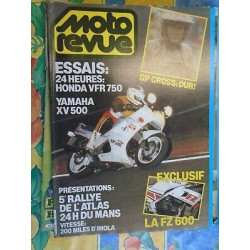 moto
revue
ESSAIS:
24 HEURES:
HONDA VFR 750
YAMAHA
XV 500
GP CROSS: DUR!
EXCLUSIF
LA FZ 600
PRESENTATIONS:
5e RALLYE
DE L'ATLAS
24 H DU MANS
VITESSE:
200 MILES D'IMOLA